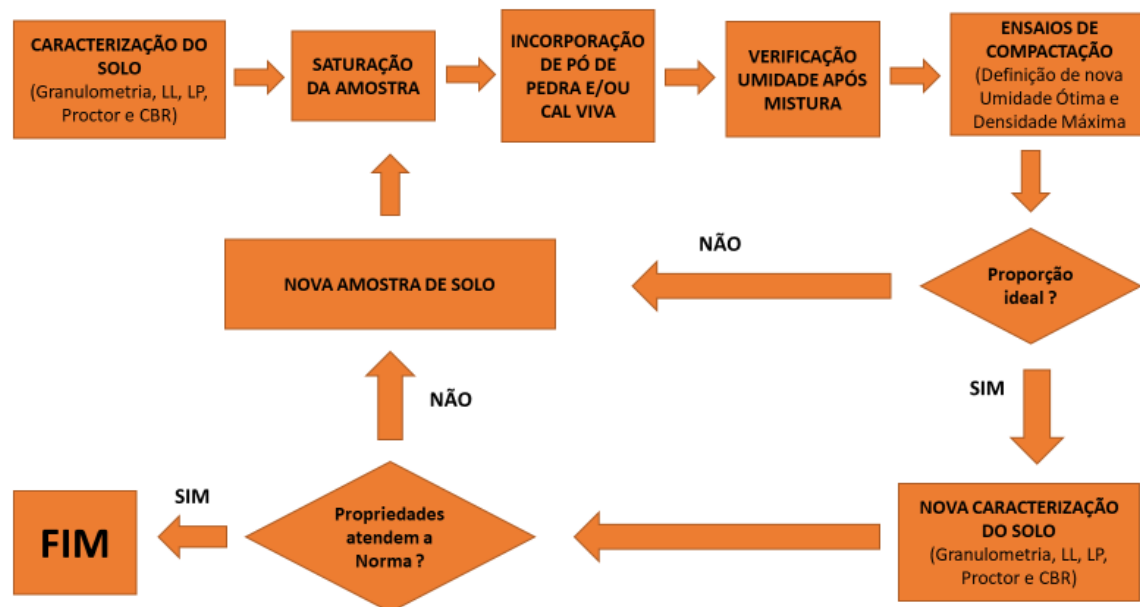 CARACTERIZAÇÃO DO
SOLO
(Granulometria, LL, LP,
Proctor e CBR)
SATURAÇÃO
DA AMOSTRA
INCORPORAÇÃO
DE PÓ DE
PEDRA E/OU
CAL VIVA
VERIFICAÇÃO
UMIDADE APÓS
MISTURA
ENSAIOS DE
COMPACTAÇÃO
(Definição de nova
Umidade Ótima e
Densidade Máxima
Proporção
ideal ?
NÃO
NOVA AMOSTRA DE SOLO
SIM
NOVA CARACTERIZAÇÃO
DO SOLO
(Granulometria, LL, LP,
Proctor e CBR)
Propriedades
atendem a
Norma ?
NÃO
SIM
FIM